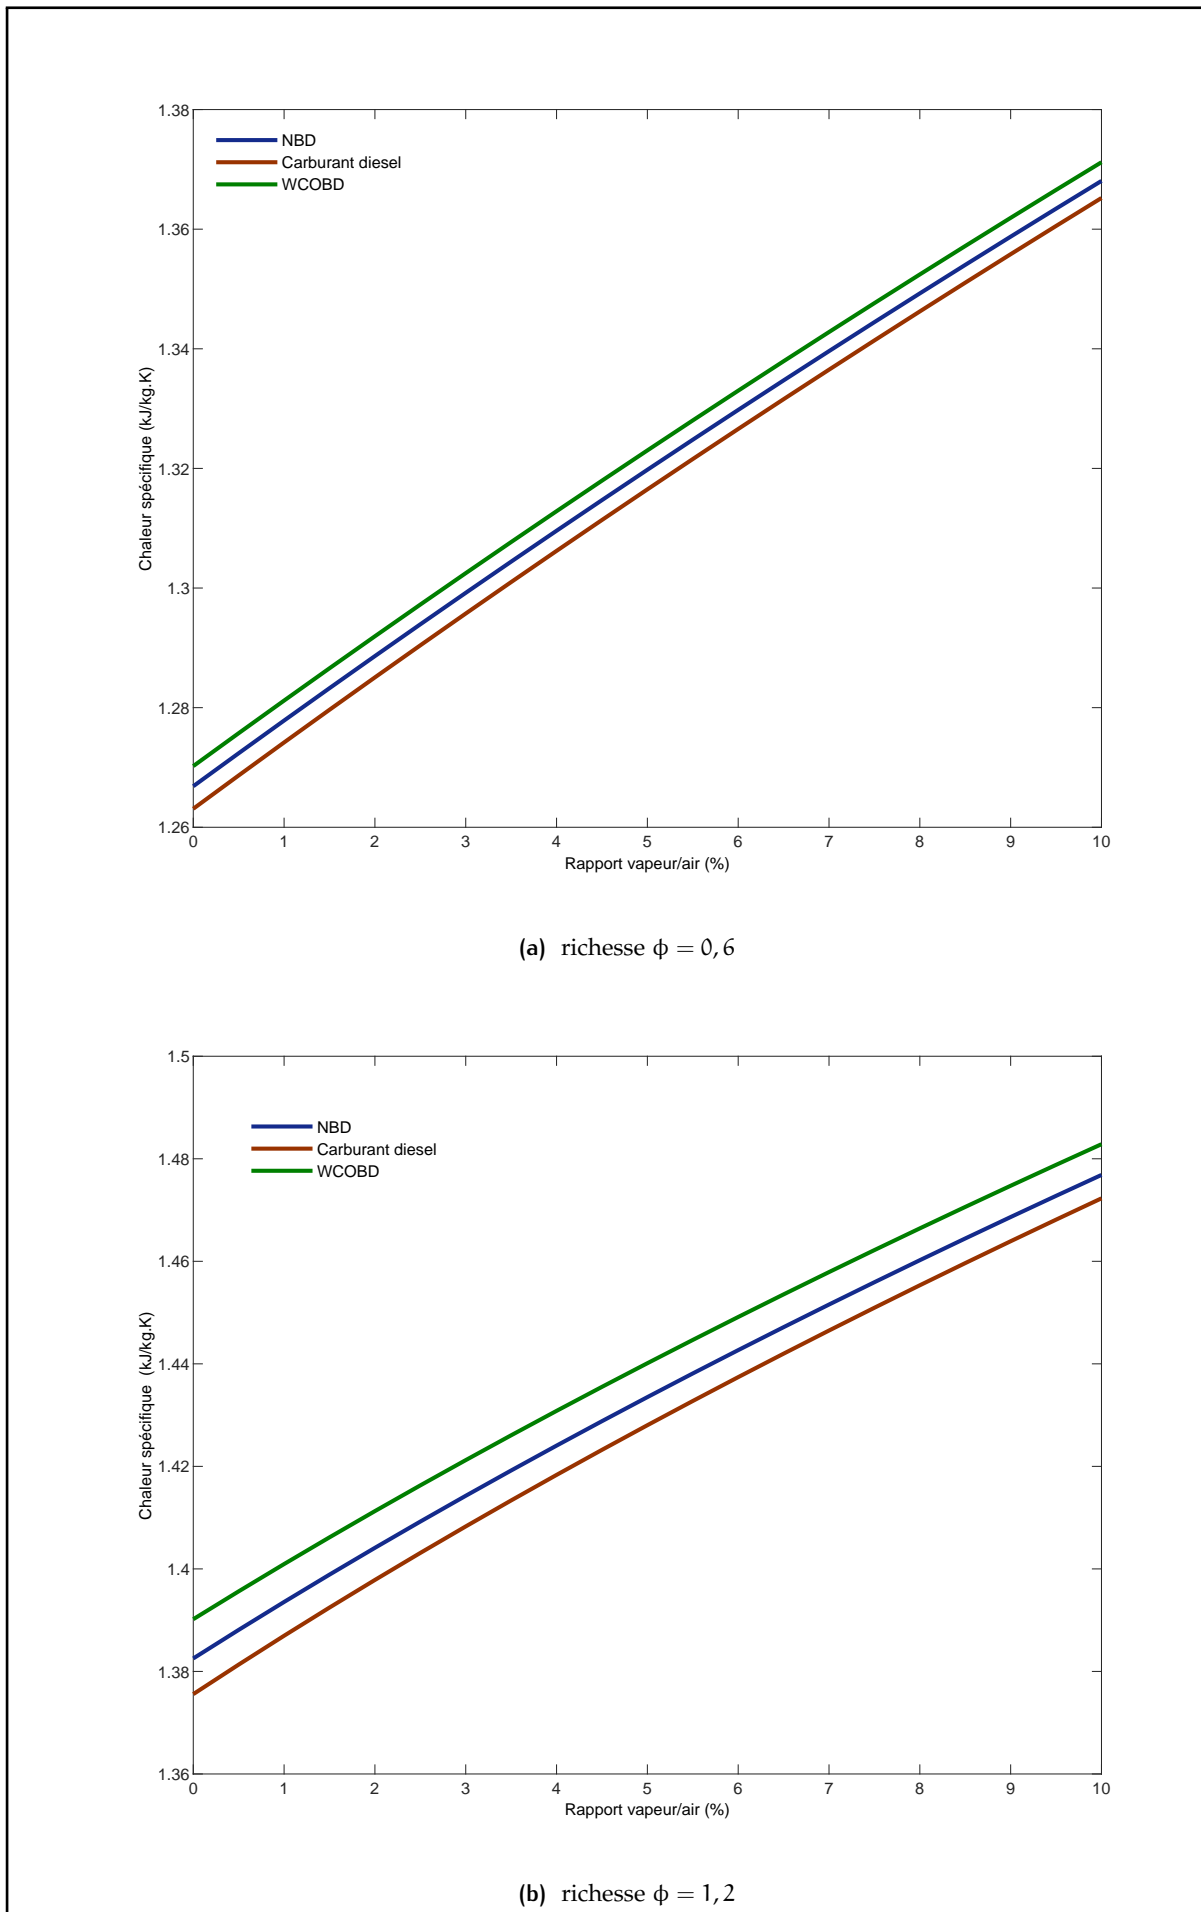 1.38
NBD
Carburant diesel
WCOBD
1.36
1.34
1.32
1.3
1.28
1.26
Chaleur spécifique (kJ/kg.K)
0 1 2 3 4 5 6 7 8 9 10
Rapport vapeur/air (%)
(a) richesse ϕ = 0,6
1.5
NBD
Carburant diesel
WCOBD
1.48
1.46
1.44
1.42
1.4
1.38
1.36
Chaleur spécifique (kJ/kg.K)
0 1 2 3 4 5 6 7 8 9 10
Rapport vapeur/air (%)
(b) richesse ϕ = 1,2